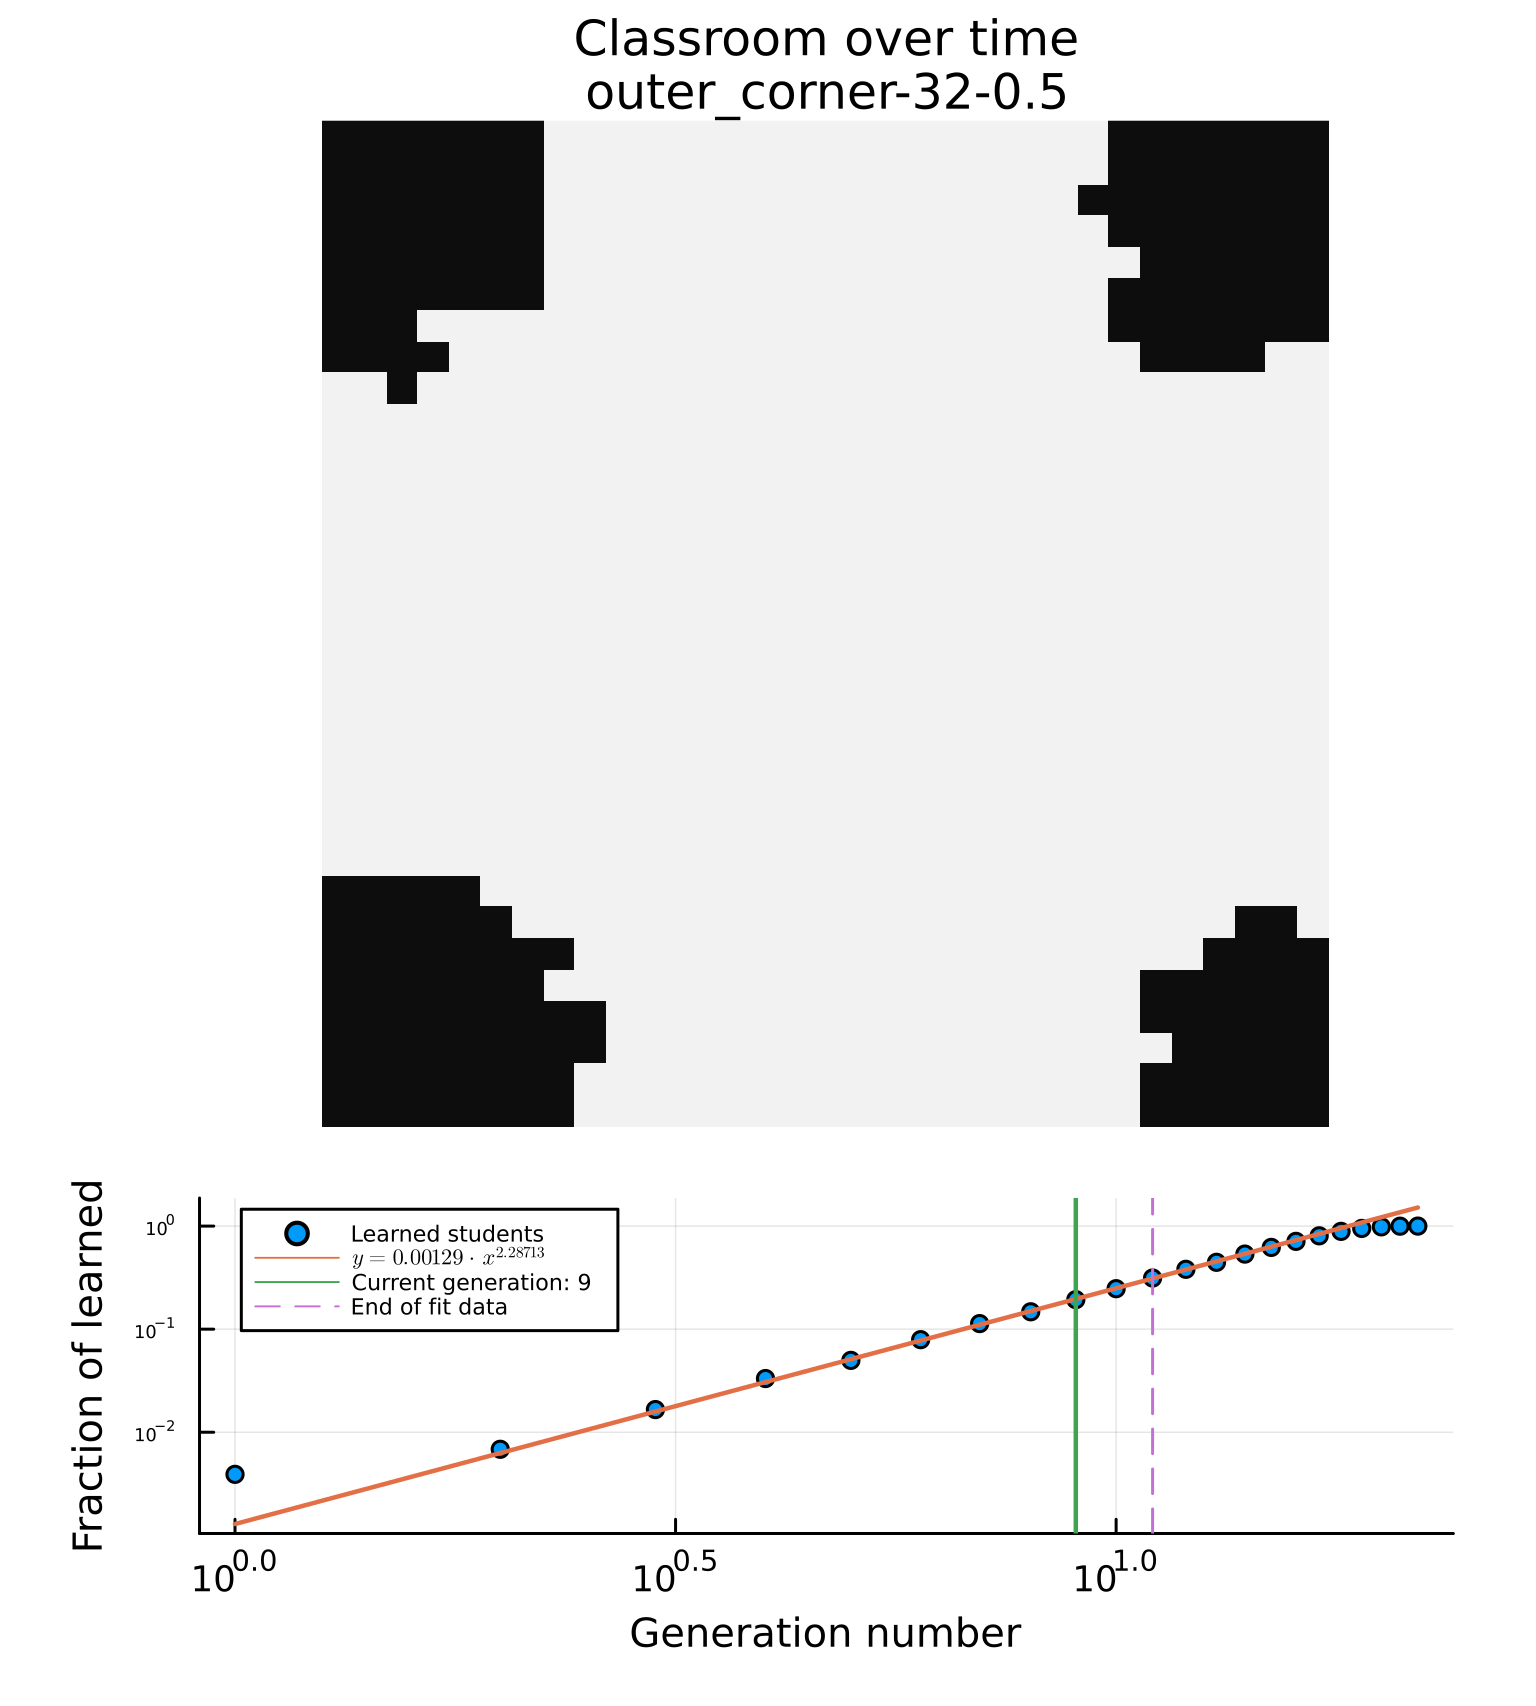 Classroom over time
outer_corner-32-0.5
Fraction of learned
10⁰
10⁻¹
10⁻²
Learned students
y = 0.00129 · x^2.28713
Current generation: 9
End of fit data
10^0.0 10^0.5 10^1.0
Generation number